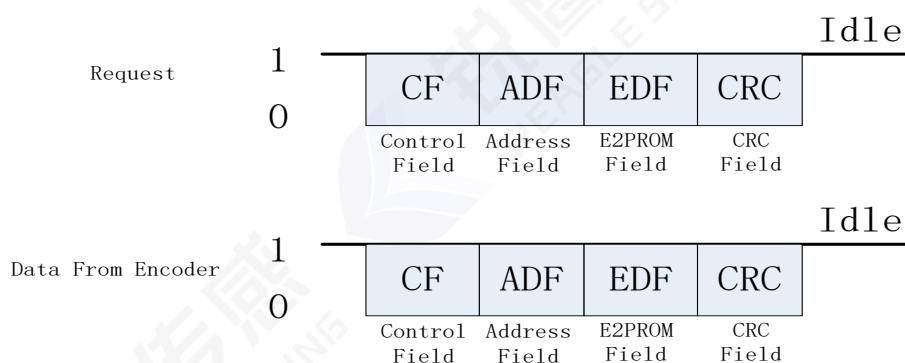 Idle
Request
1
0
CF ADF EDF CRC
Control Address E2PROM CRC
Field Field Field Field
Idle
Data From Encoder
1
0
CF ADF EDF CRC
Control Address E2PROM CRC
Field Field Field Field